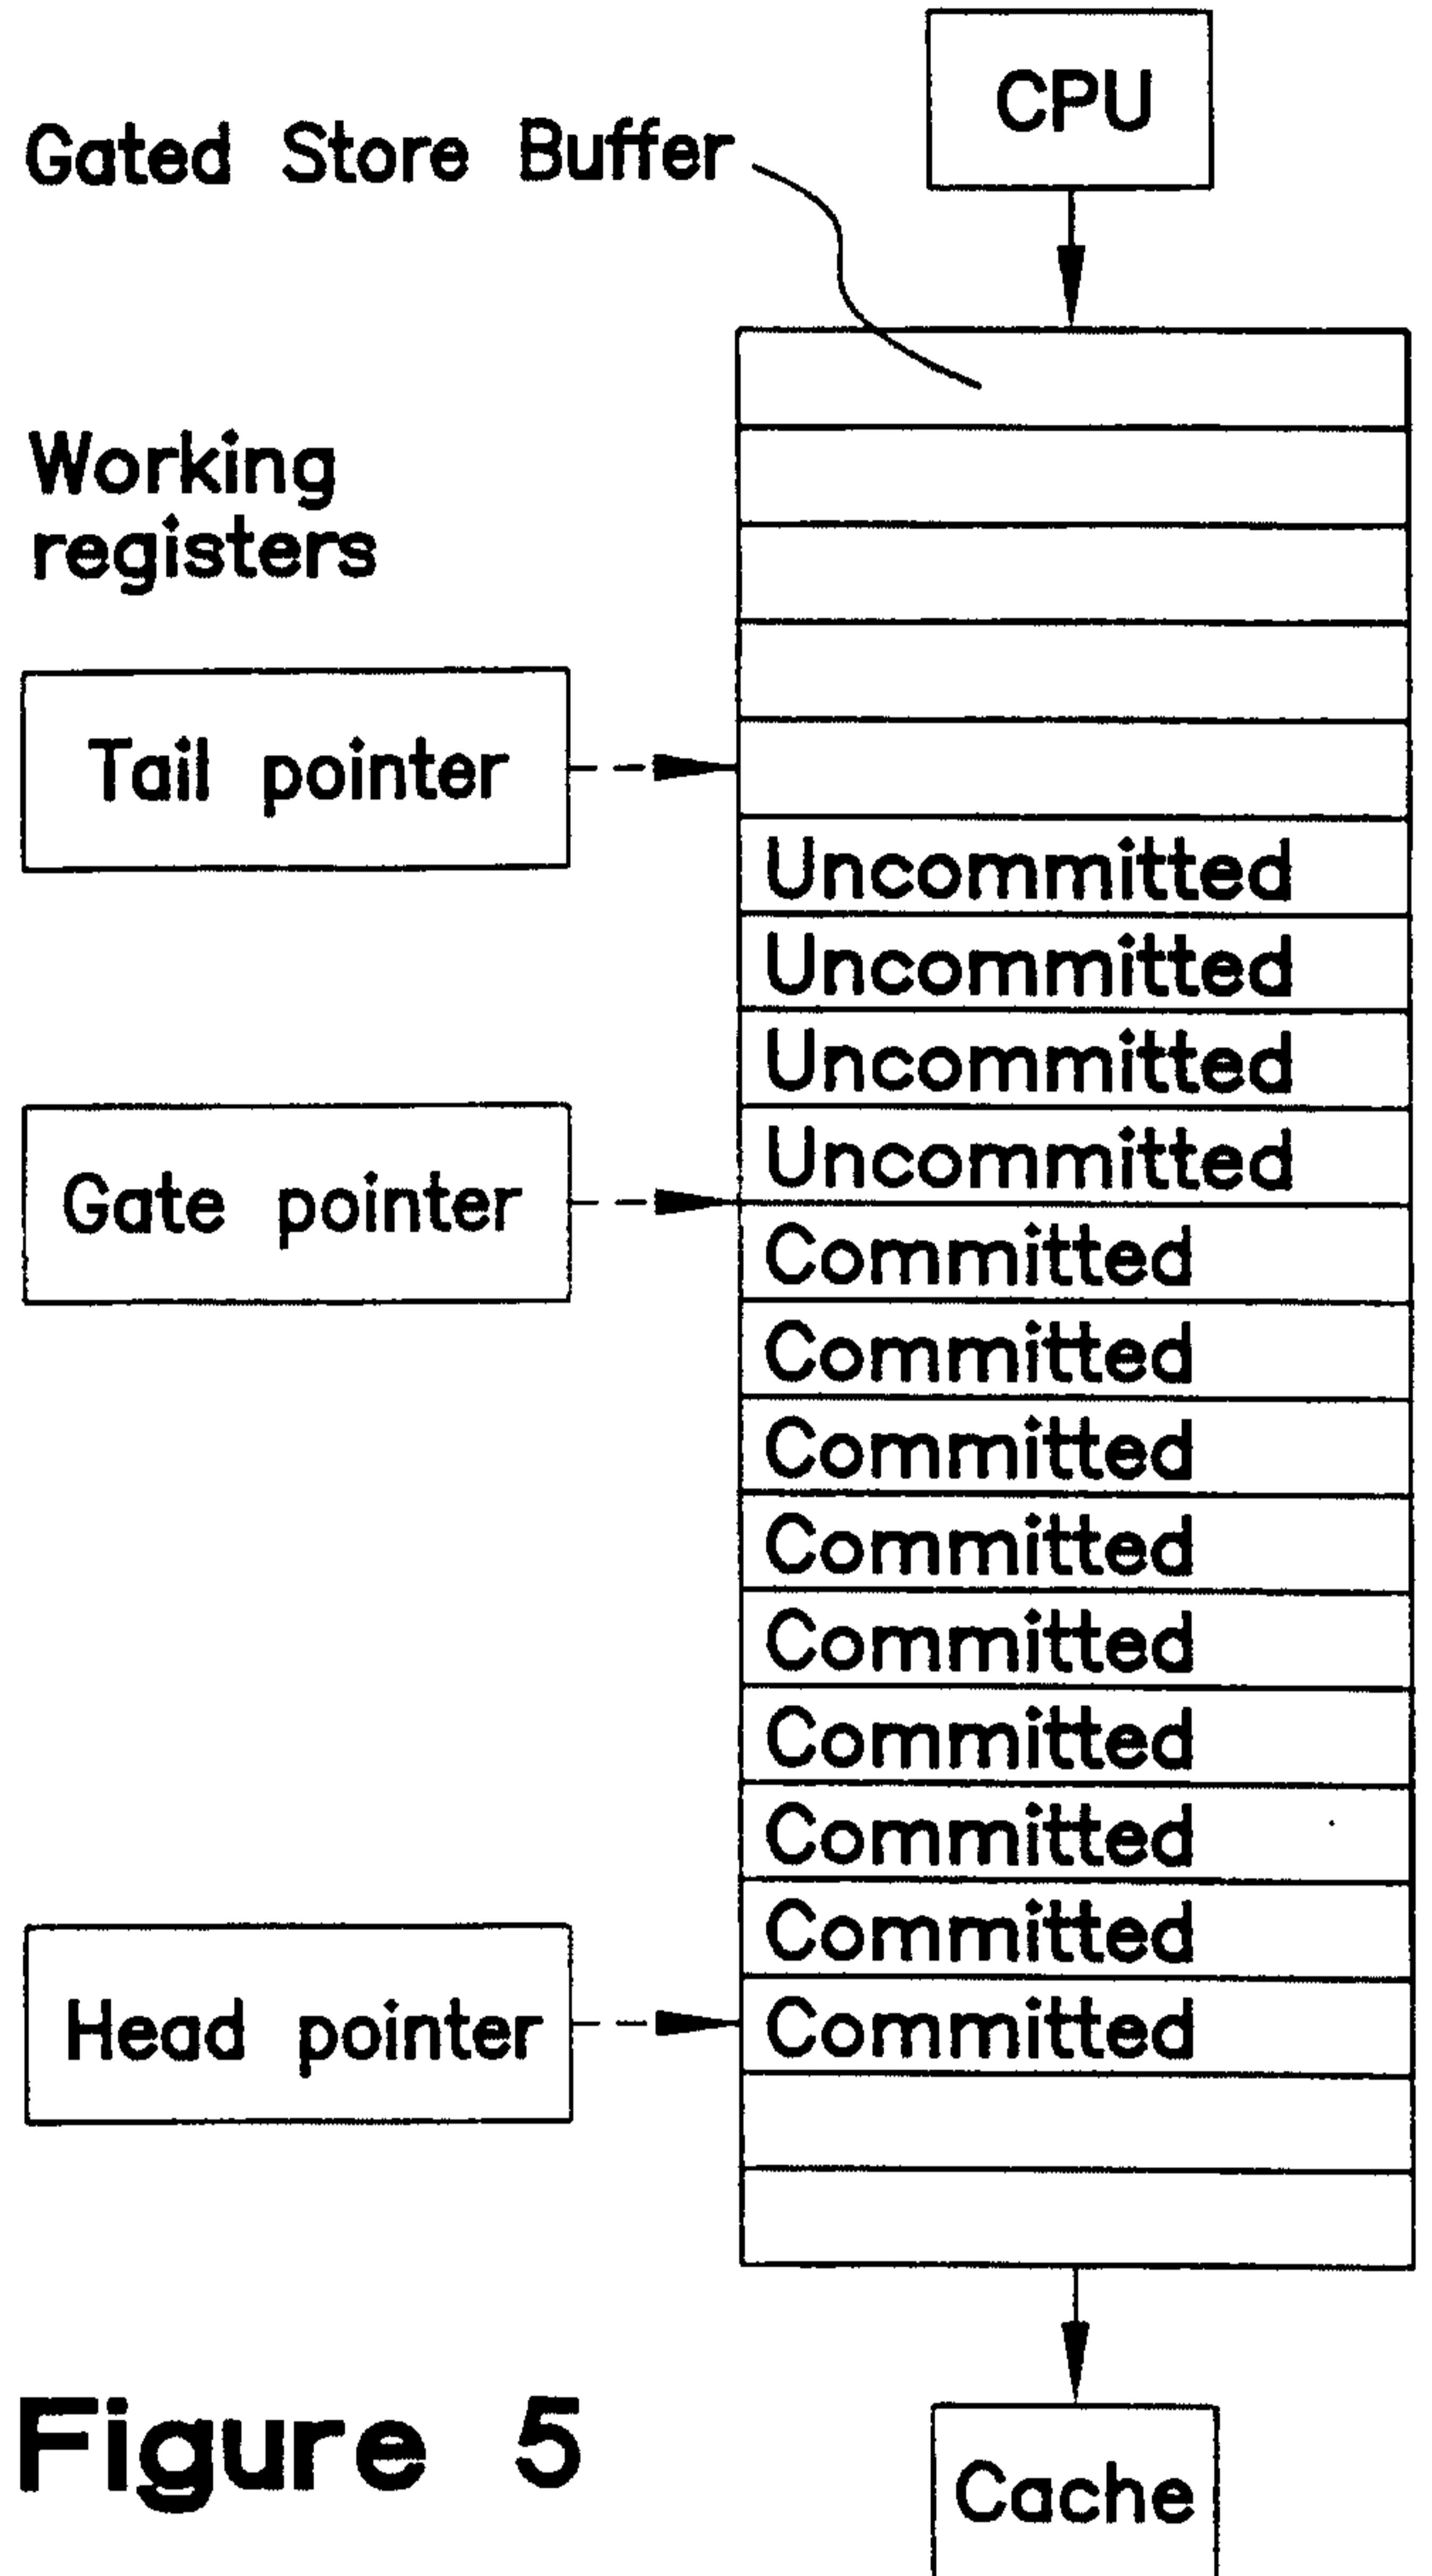 CPU
Gated Store Buffer
Working
registers
Tail pointer
Uncommitted
Uncommitted
Uncommitted
Uncommitted
Gate pointer
Committed
Committed
Committed
Committed
Committed
Committed
Committed
Committed
Head pointer
Committed
Figure 5
Cache